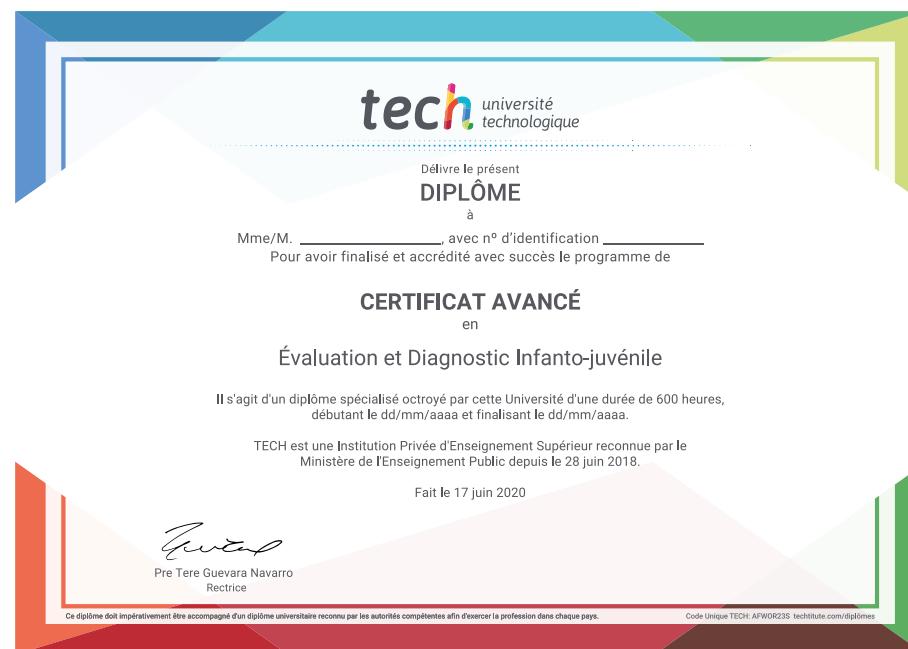 tech université
technologique
Délivre le présent
DIPLÔME
à
Mme/M. ____________________, avec nº d'identification ______________
Pour avoir finalisé et accrédité avec succès le programme de
CERTIFICAT AVANCÉ
en
Évaluation et Diagnostic Infanto-juvénile
Il s'agit d'un diplôme spécialisé octroyé par cette Université d'une durée de 600 heures,
débutant le dd/mm/aaaa et finalisant le dd/mm/aaaa.
TECH est une Institution Privée d'Enseignement Supérieur reconnue par le
Ministère de l'Enseignement Public depuis le 28 juin 2018.
Fait le 17 juin 2020
Pre Tere Guevara Navarro
Rectrice
Ce diplôme doit impérativement être accompagné d'un diplôme universitaire reconnu par les autorités compétentes afin d'exercer la profession dans chaque pays. Code Unique TECH: AFWOR23S techtitute.com/diplômes